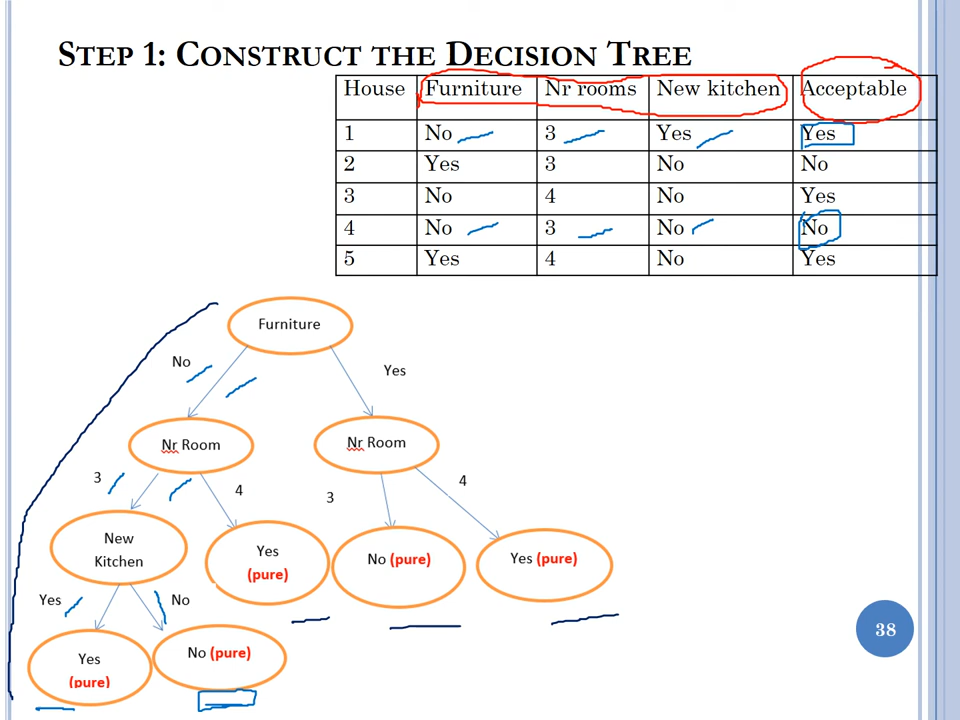 STEP 1: CONSTRUCT THE DECISION TREE
House Furniture Nr rooms New kitchen Acceptable
1 No 3 Yes Yes
2 Yes 3 No No
3 No 4 No Yes
4 No 3 No No
5 Yes 4 No Yes
Furniture
No
Yes
Nr Room
Nr Room
3
4
3
4
New
Kitchen
Yes
(pure)
No (pure)
Yes (pure)
Yes
No
Yes
(pure)
No (pure)
38